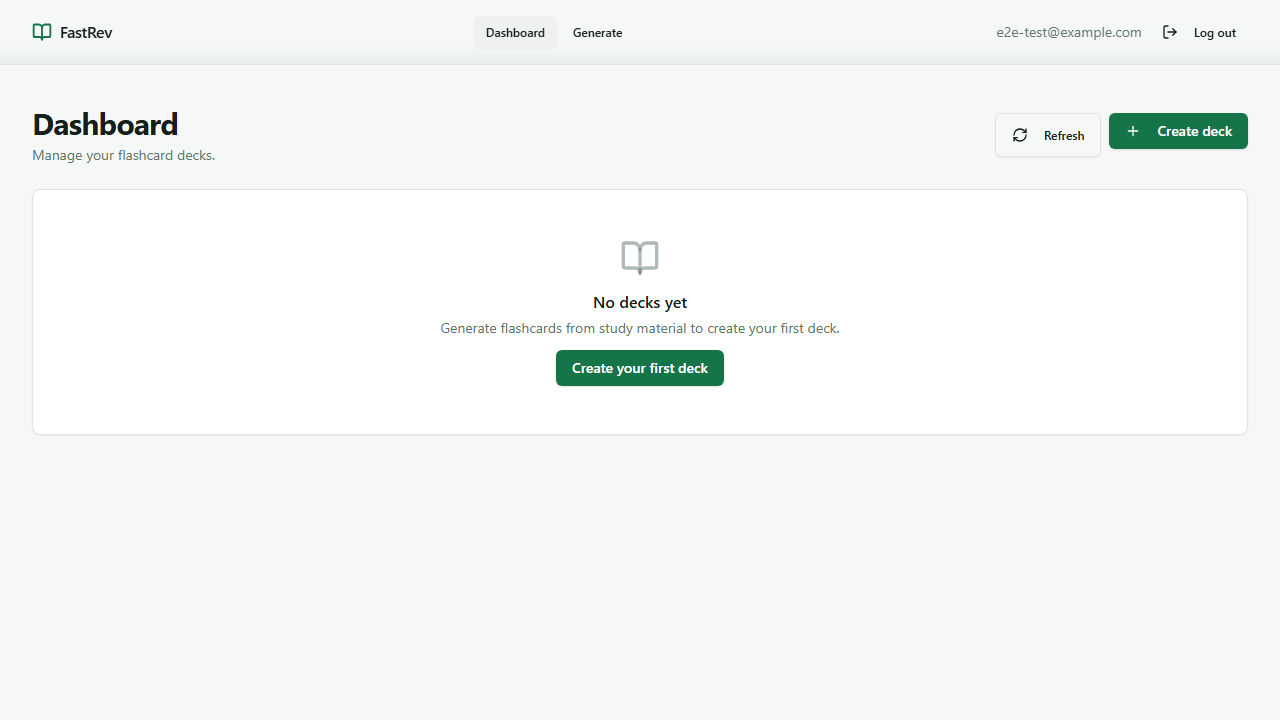 FastRev
Dashboard
Generate
e2e-test@example.com
Log out
Dashboard
Manage your flashcard decks.
Refresh
Create deck
No decks yet
Generate flashcards from study material to create your first deck.
Create your first deck